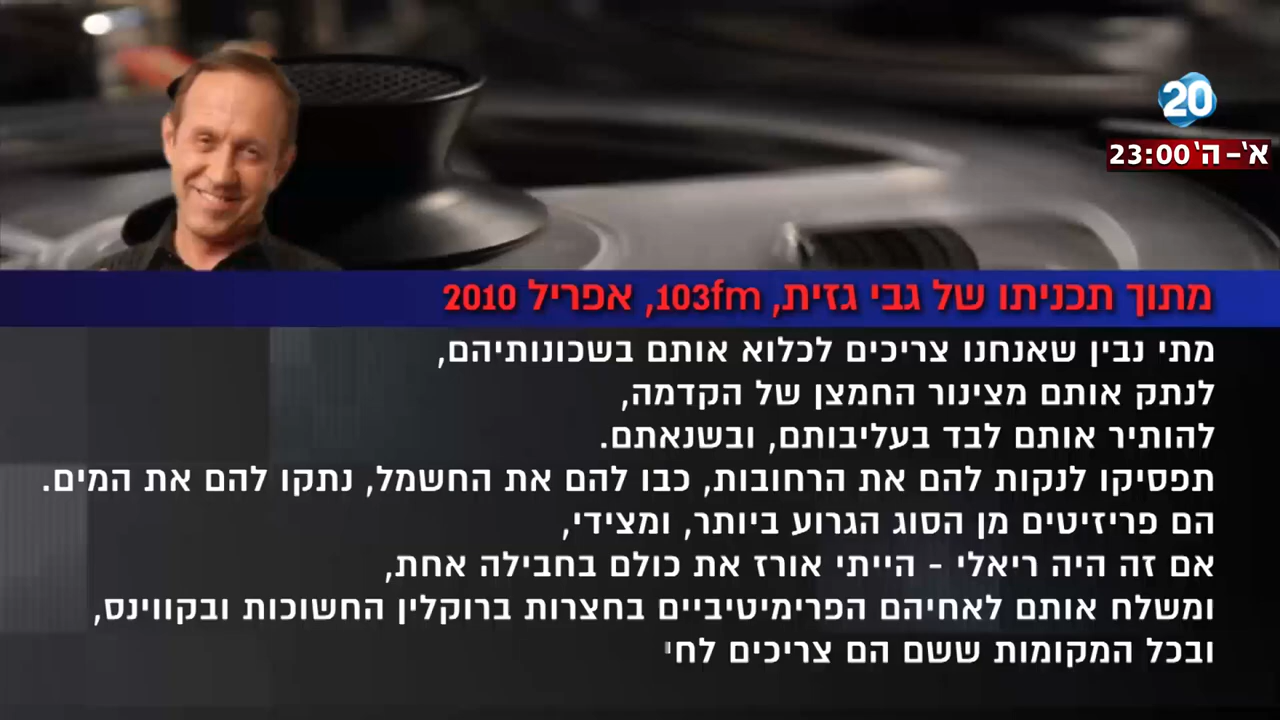 20
א'-ה' 23:00
מתוך תכניתו של גבי גזית, 103fm, אפריל 2010
מתי נבין שאנחנו צריכים לכלוא אותם בשכונותיהם,
לנתק אותם מצינור החמצן של הקדמה,
להותיר אותם לבד בעליבותם, ובשנאתם.
תפסיקו לנקות להם את הרחובות, כבו להם את החשמל, נתקו להם את המים.
הם פריזיטים מן הסוג הגרוע ביותר, ומצידי,
אם זה היה ריאלי - הייתי אורז את כולם בחבילה אחת,
ומשלח אותם לאחיהם הפרימיטיביים בחצרות ברוקלין החשוכות ובקווינס,
ובכל המקומות ששם הם צריכים לחי